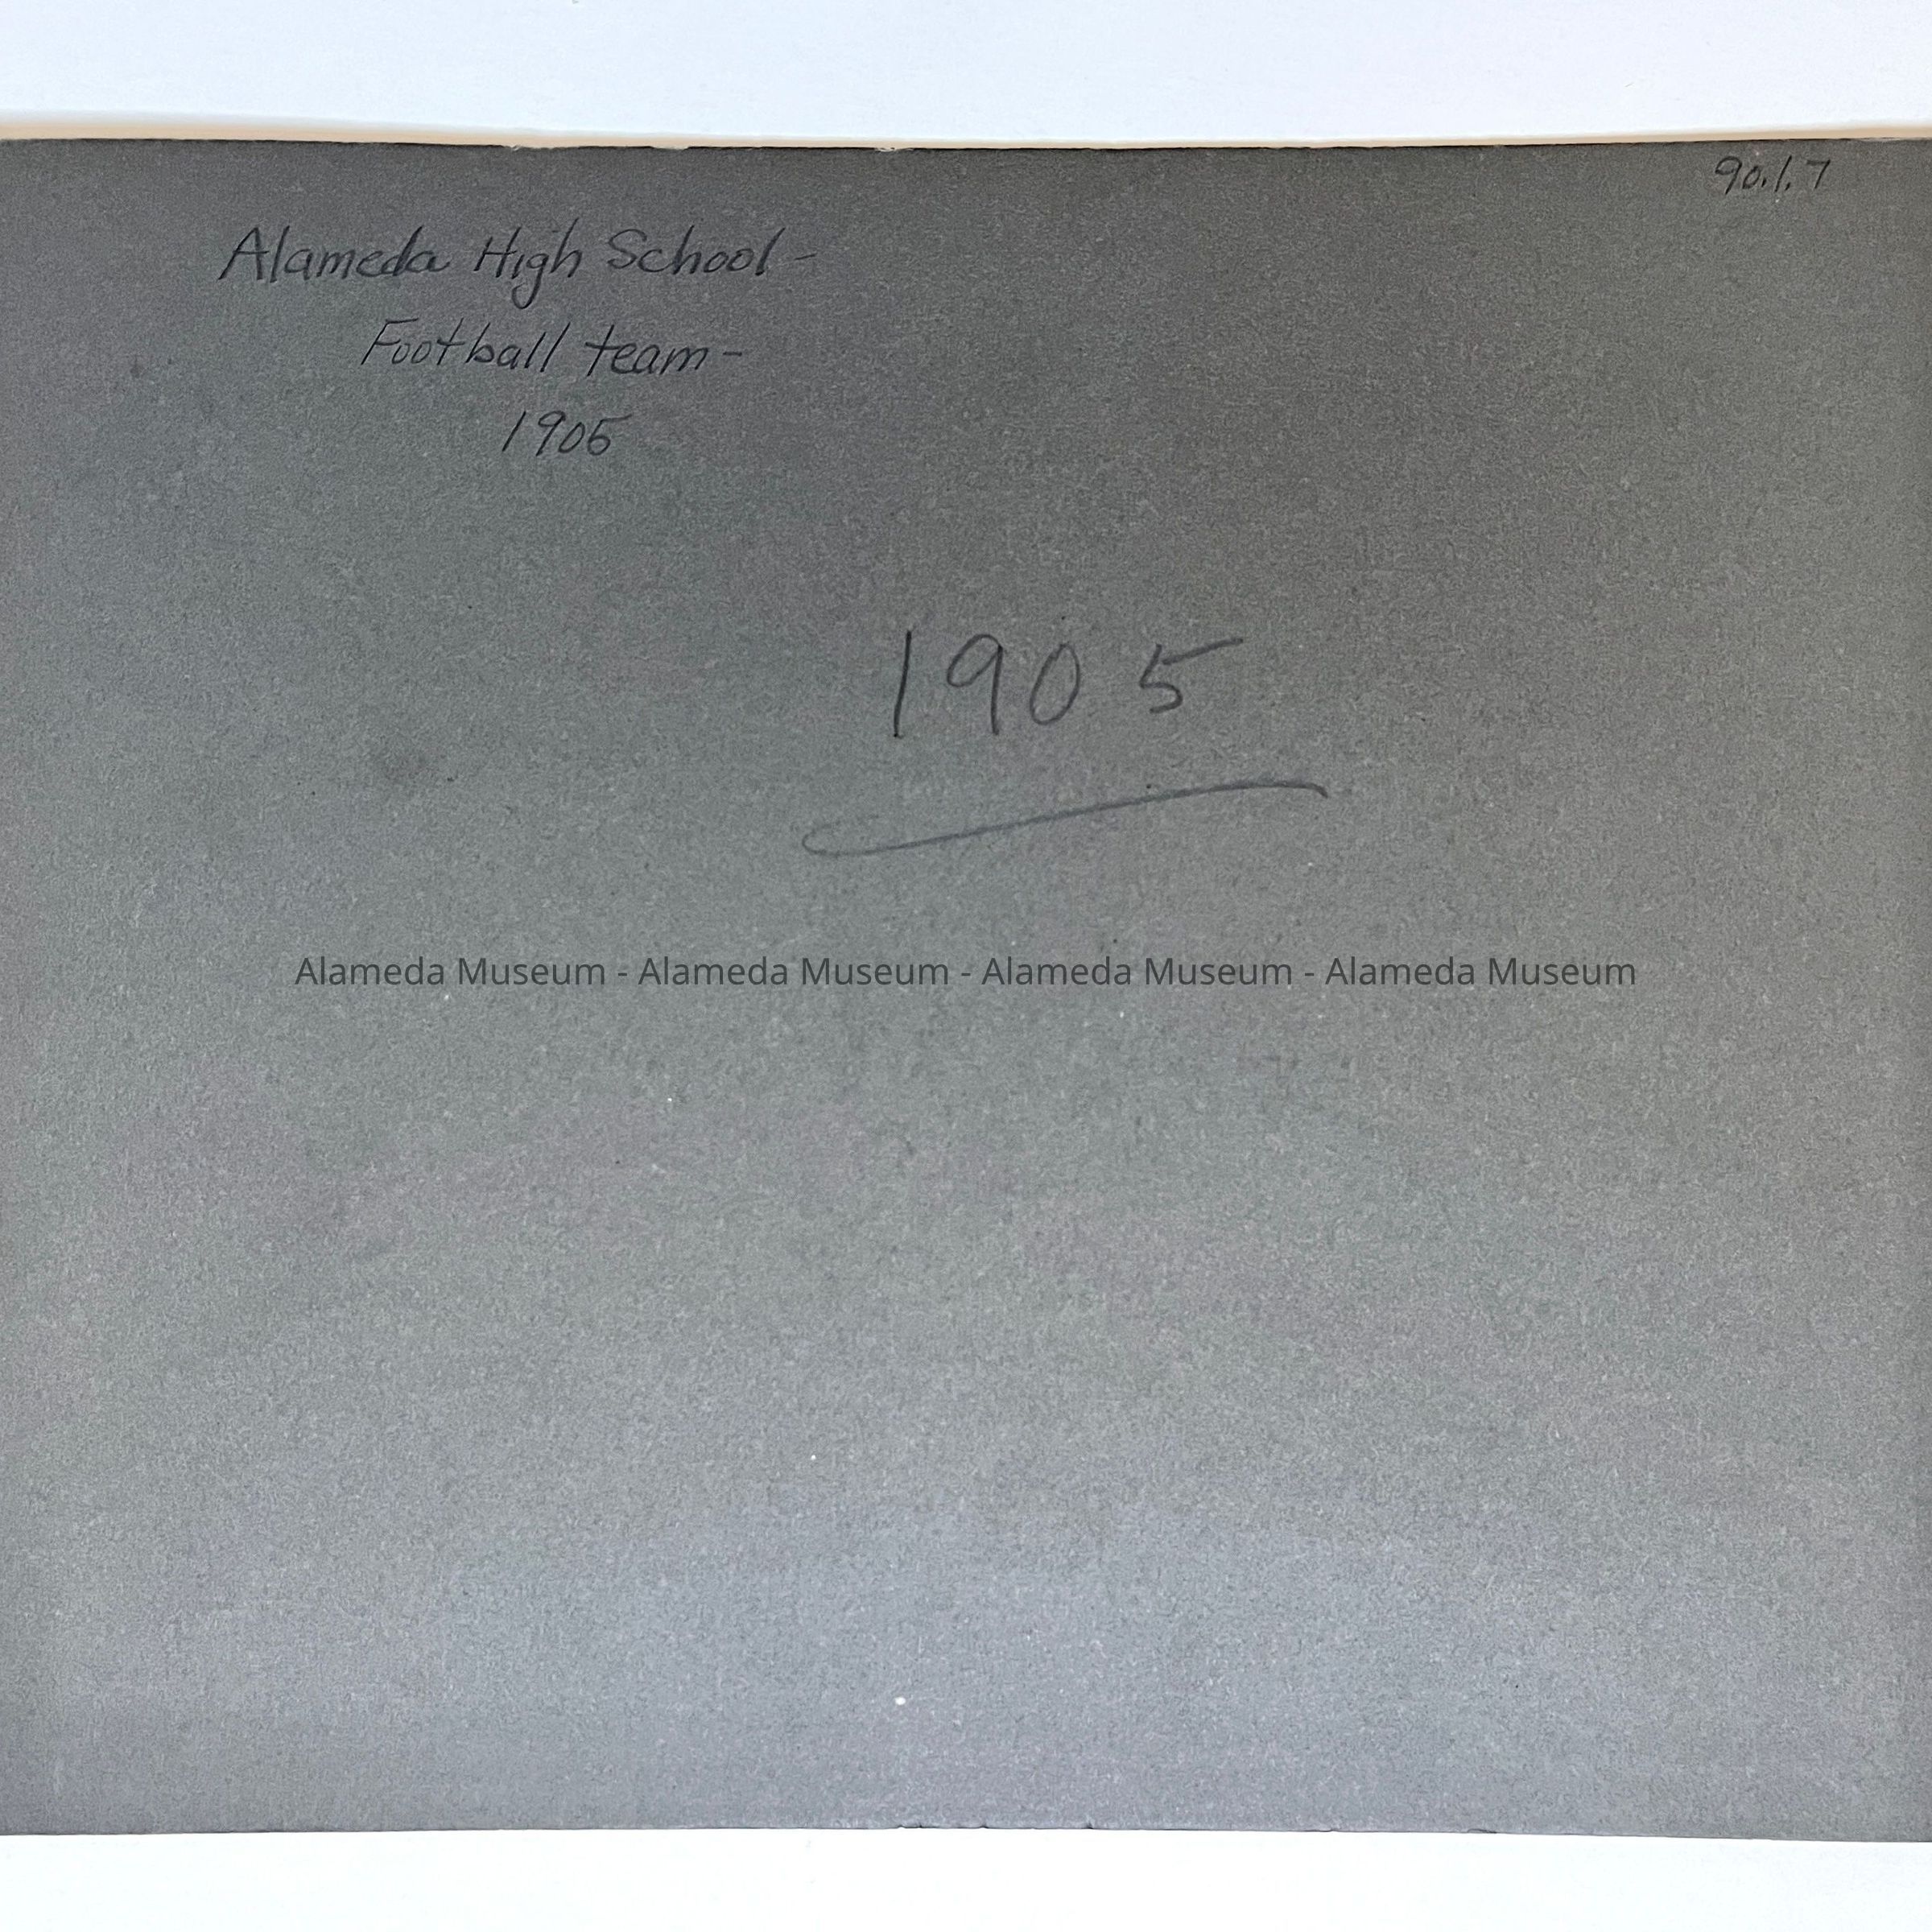 90.1.7
Alameda High School -
Football team -
1905
1905
Alameda Museum - Alameda Museum - Alameda Museum - Alameda Museum